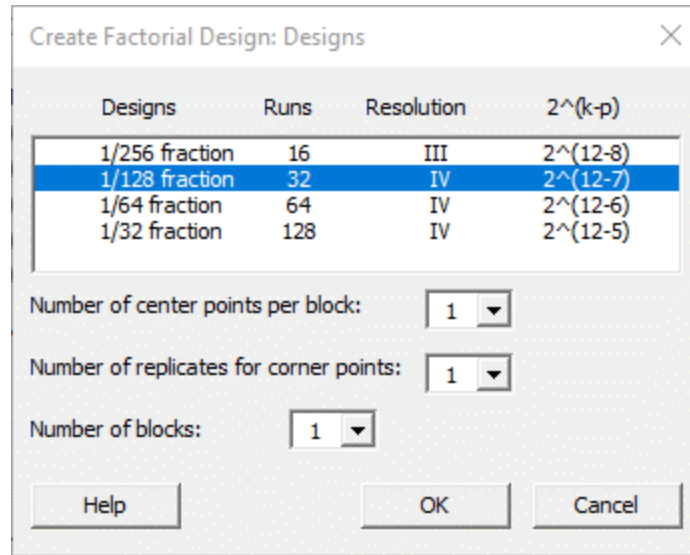 Create Factorial Design: Designs
Designs Runs Resolution 2^(k-p)
1/256 fraction 16 III 2^(12-8)
1/128 fraction 32 IV 2^(12-7)
1/64 fraction 64 IV 2^(12-6)
1/32 fraction 128 IV 2^(12-5)
Number of center points per block: 1
Number of replicates for corner points: 1
Number of blocks: 1
Help OK Cancel